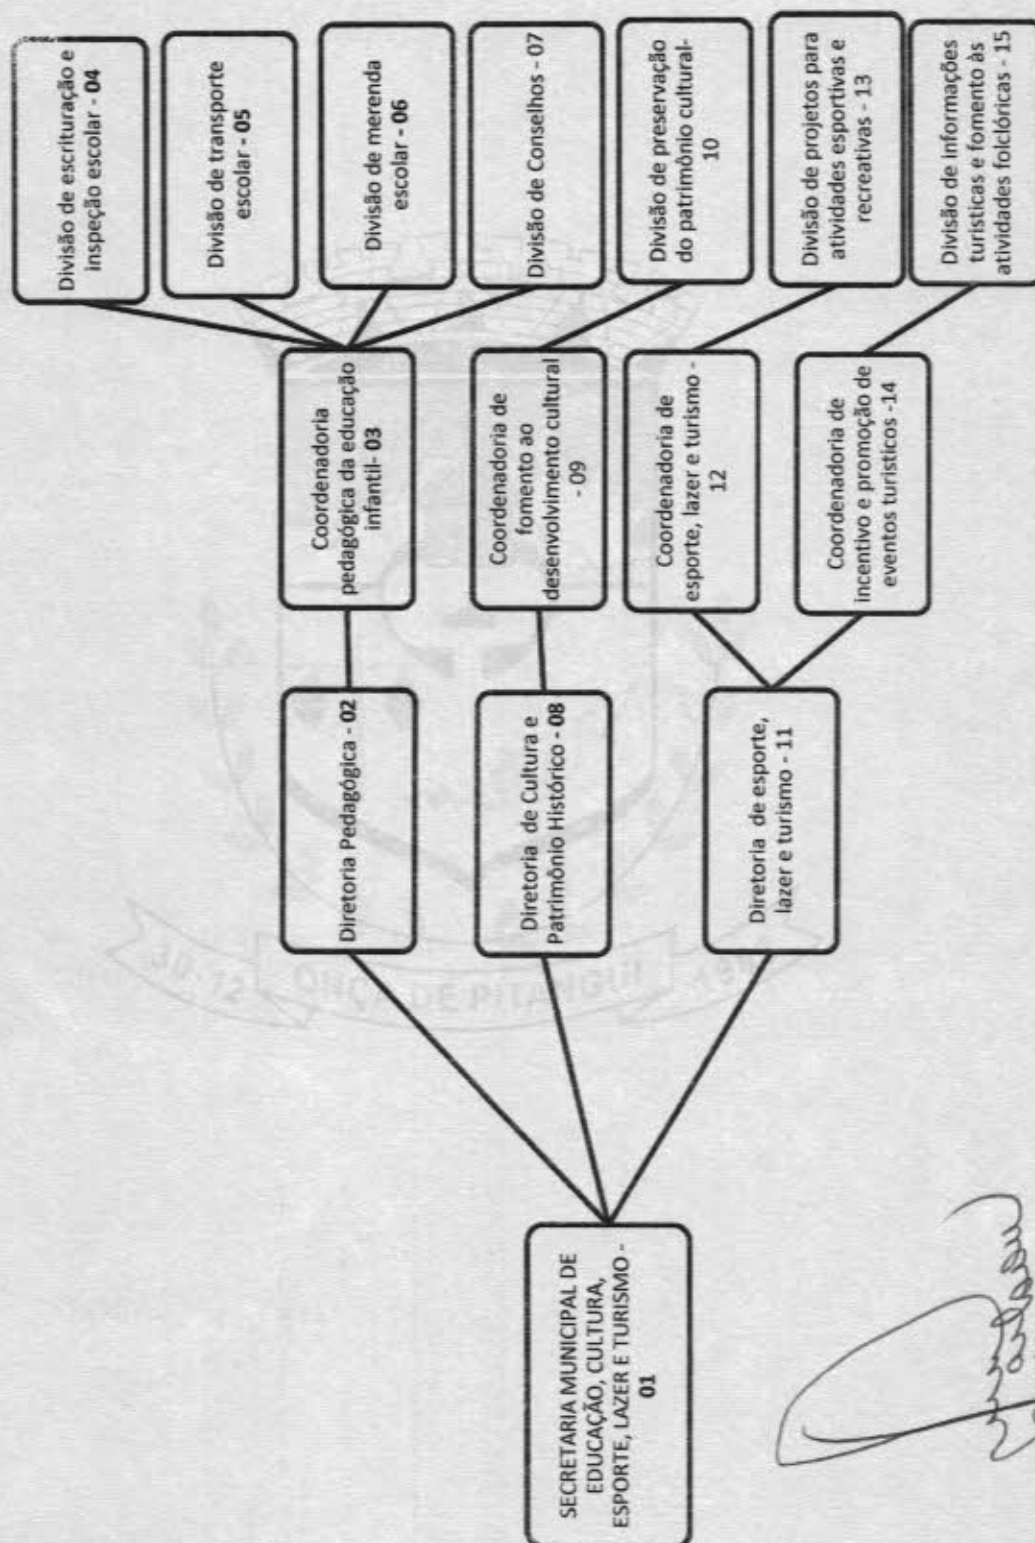 SECRETARIA MUNICIPAL DE
EDUCAÇÃO, CULTURA,
ESPORTE, LAZER E TURISMO -
01
Diretoria Pedagógica - 02
Coordenadoria
pedagógica da educação
infantil- 03
Divisão de escrituração e
inspeção escolar - 04
Divisão de transporte
escolar - 05
Divisão de merenda
escolar - 06
Divisão de Conselhos - 07
Diretoria de Cultura e
Patrimônio Histórico - 08
Coordenadoria de
fomento ao
desenvolvimento cultural
- 09
Divisão de preservação
do patrimônio cultural-
10
Diretoria de esporte,
lazer e turismo - 11
Coordenadoria de
esporte, lazer e turismo -
12
Divisão de projetos para
atividades esportivas e
recreativas - 13
Coordenadoria de
incentivo e promoção de
eventos turísticos -14
Divisão de informações
turísticas e fomento às
atividades folclóricas - 15
30-12
ONÇA DE PITANGUI